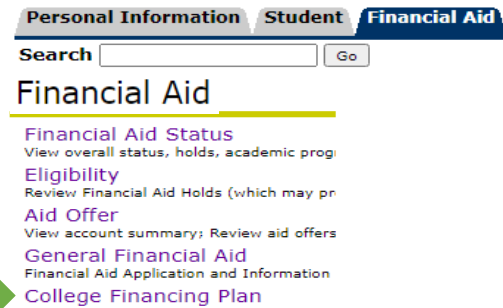 Personal Information Student Financial Aid
Search Go
Financial Aid
Financial Aid Status
View overall status, holds, academic prog
Eligibility
Review Financial Aid Holds (which may pr
Aid Offer
View account summary; Review aid offers
General Financial Aid
Financial Aid Application and Information
College Financing Plan